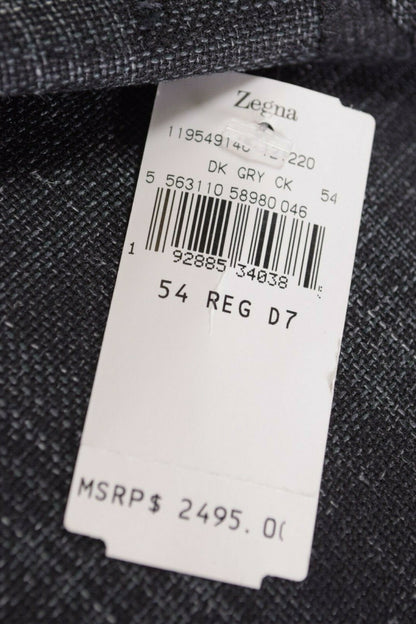 Zegna
DK GRY CK
5 563110 58980 046 54
1 92885 34038
54 REG D7
MSRP$ 2495.0